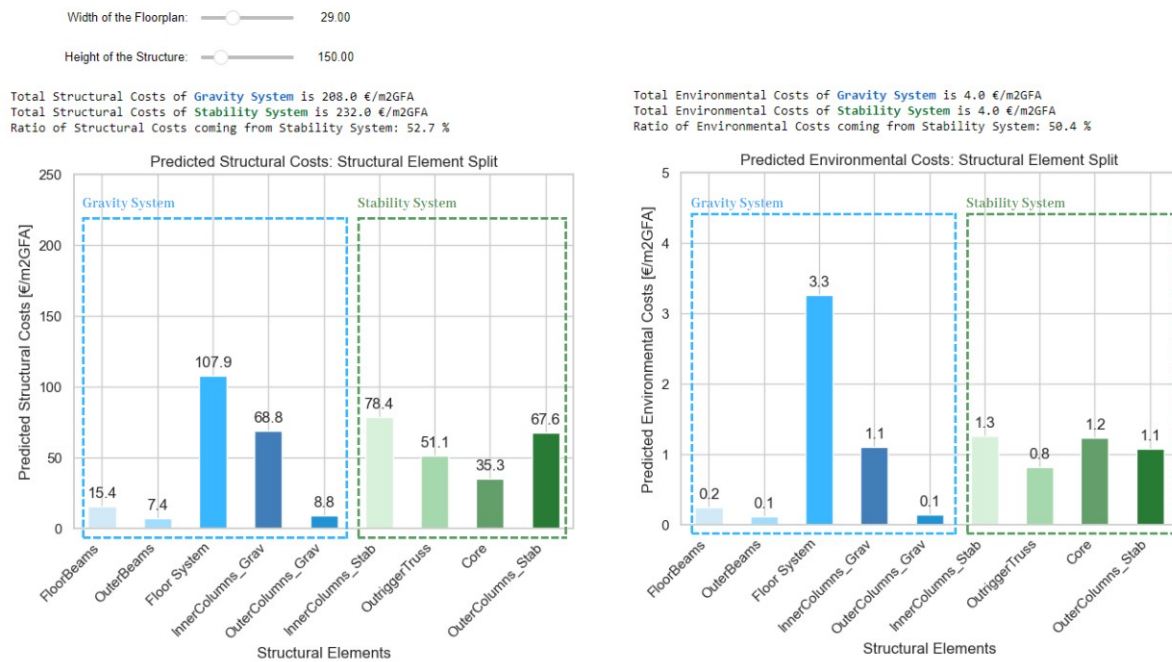 Width of the Floorplan: 29.00
Height of the Structure: 150.00
Total Structural Costs of Gravity System is 208.0 €/m2GFA
Total Structural Costs of Stability System is 232.0 €/m2GFA
Ratio of Structural Costs coming from Stability System: 52.7 %
Predicted Structural Costs: Structural Element Split
Gravity System
Stability System
Predicted Structural Costs [€/m2GFA]
250
200
150
100
50
0
15.4
7.4
107.9
68.8
8.8
78.4
51.1
35.3
67.6
FloorBeams
OuterBeams
Floor System
InnerColumns_Grav
OuterColumns_Grav
InnerColumns_Stab
OutriggerTruss
Core
OuterColumns_Stab
Structural Elements
Total Environmental Costs of Gravity System is 4.0 €/m2GFA
Total Environmental Costs of Stability System is 4.0 €/m2GFA
Ratio of Environmental Costs coming from Stability System: 50.4 %
Predicted Environmental Costs: Structural Element Split
Gravity System
Stability System
Predicted Environmental Costs [€/m2GFA]
5
4
3
2
1
0
0.2
0.1
3.3
1.1
0.1
1.3
0.8
1.2
1.1
FloorBeams
OuterBeams
Floor System
InnerColumns_Grav
OuterColumns_Grav
InnerColumns_Stab
OutriggerTruss
Core
OuterColumns_Stab
Structural Elements